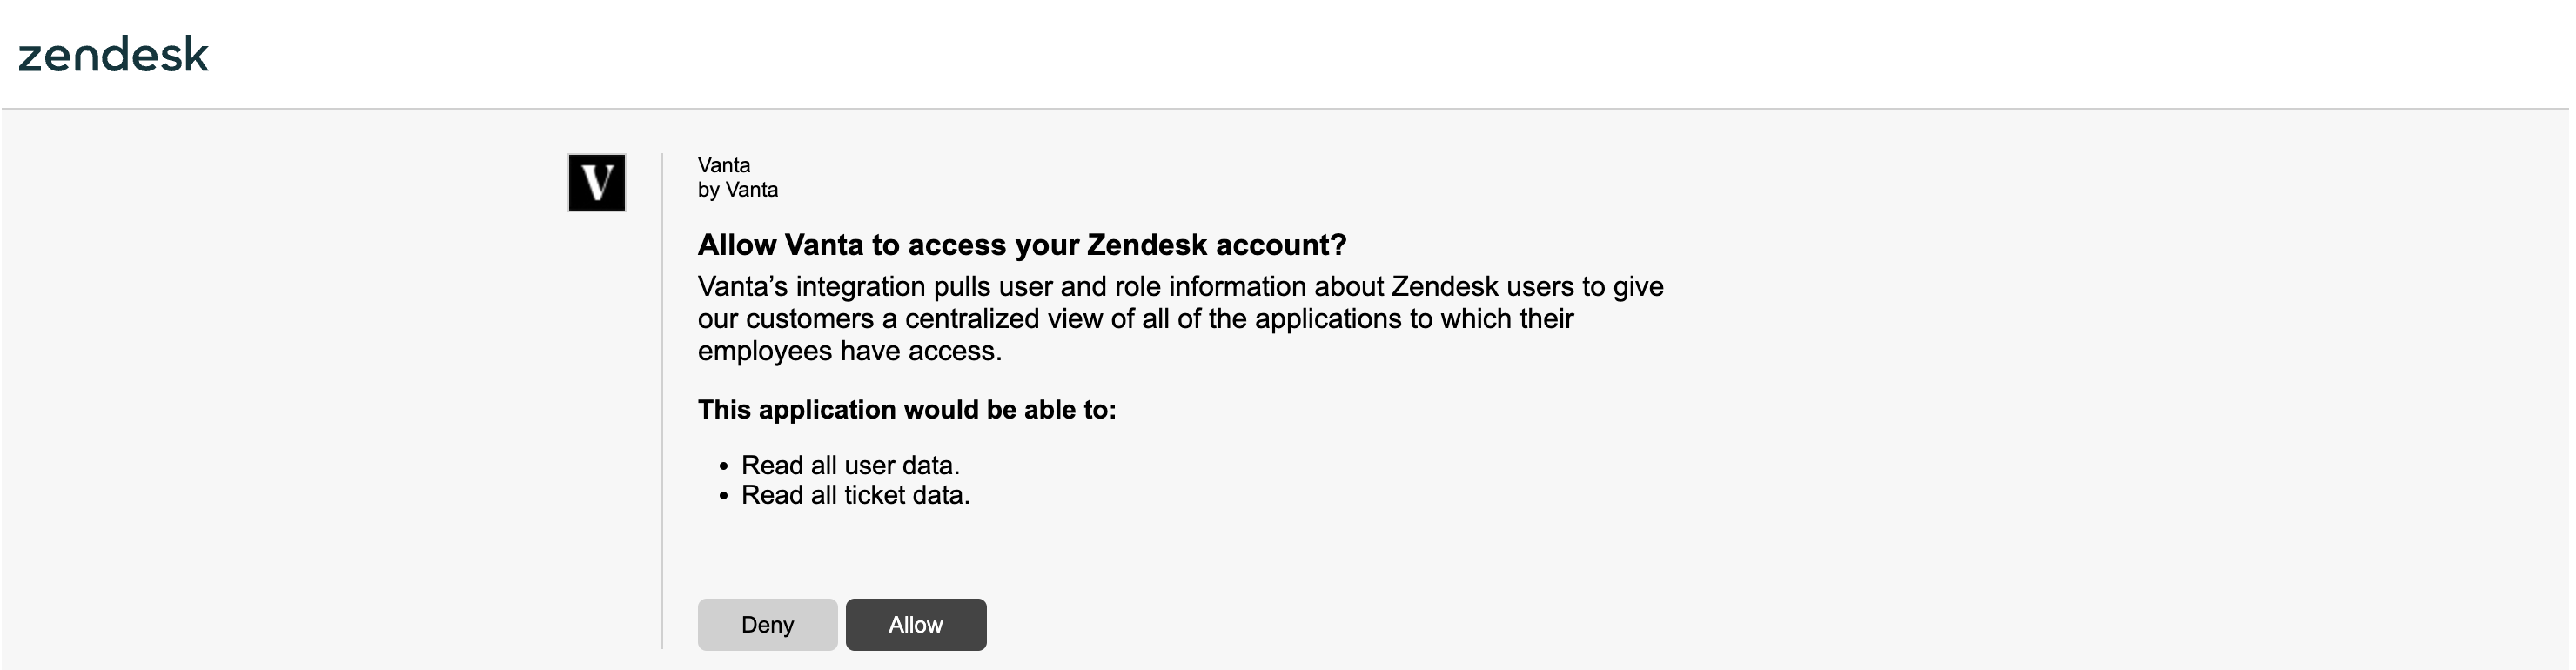 zendesk
V
Vanta
by Vanta
Allow Vanta to access your Zendesk account?
Vanta’s integration pulls user and role information about Zendesk users to give
our customers a centralized view of all of the applications to which their
employees have access.
This application would be able to:
• Read all user data.
• Read all ticket data.
Deny
Allow